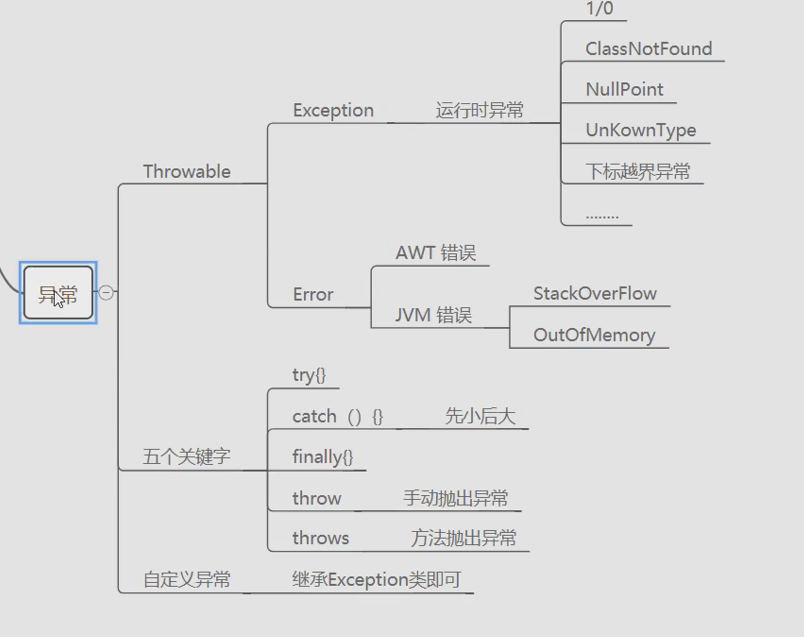 异常
Throwable
Exception
运行时异常
1/0
ClassNotFound
NullPoint
UnKownType
下标越界异常
........
Error
AWT 错误
JVM 错误
StackOverFlow
OutOfMemory
五个关键字
try{}
catch（）{}
先小后大
finally{}
throw
手动抛出异常
throws
方法抛出异常
自定义异常
继承Exception类即可